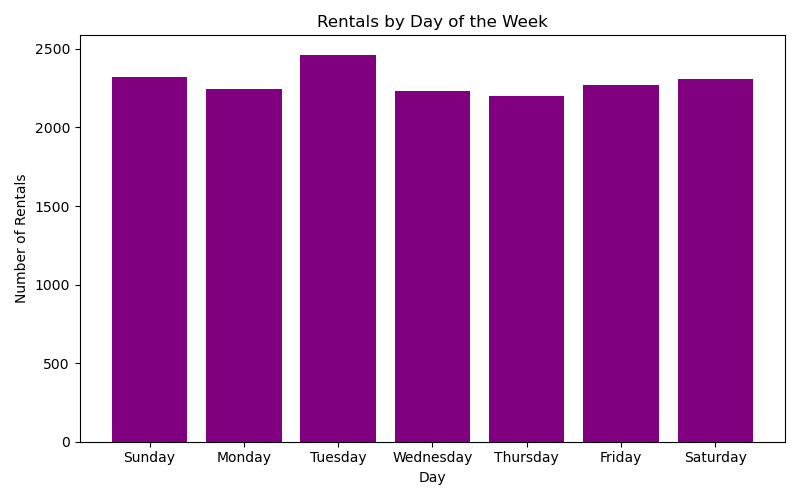 Rentals by Day of the Week
Number of Rentals
2500
2000
1500
1000
500
0
Sunday Monday Tuesday Wednesday Thursday Friday Saturday
Day